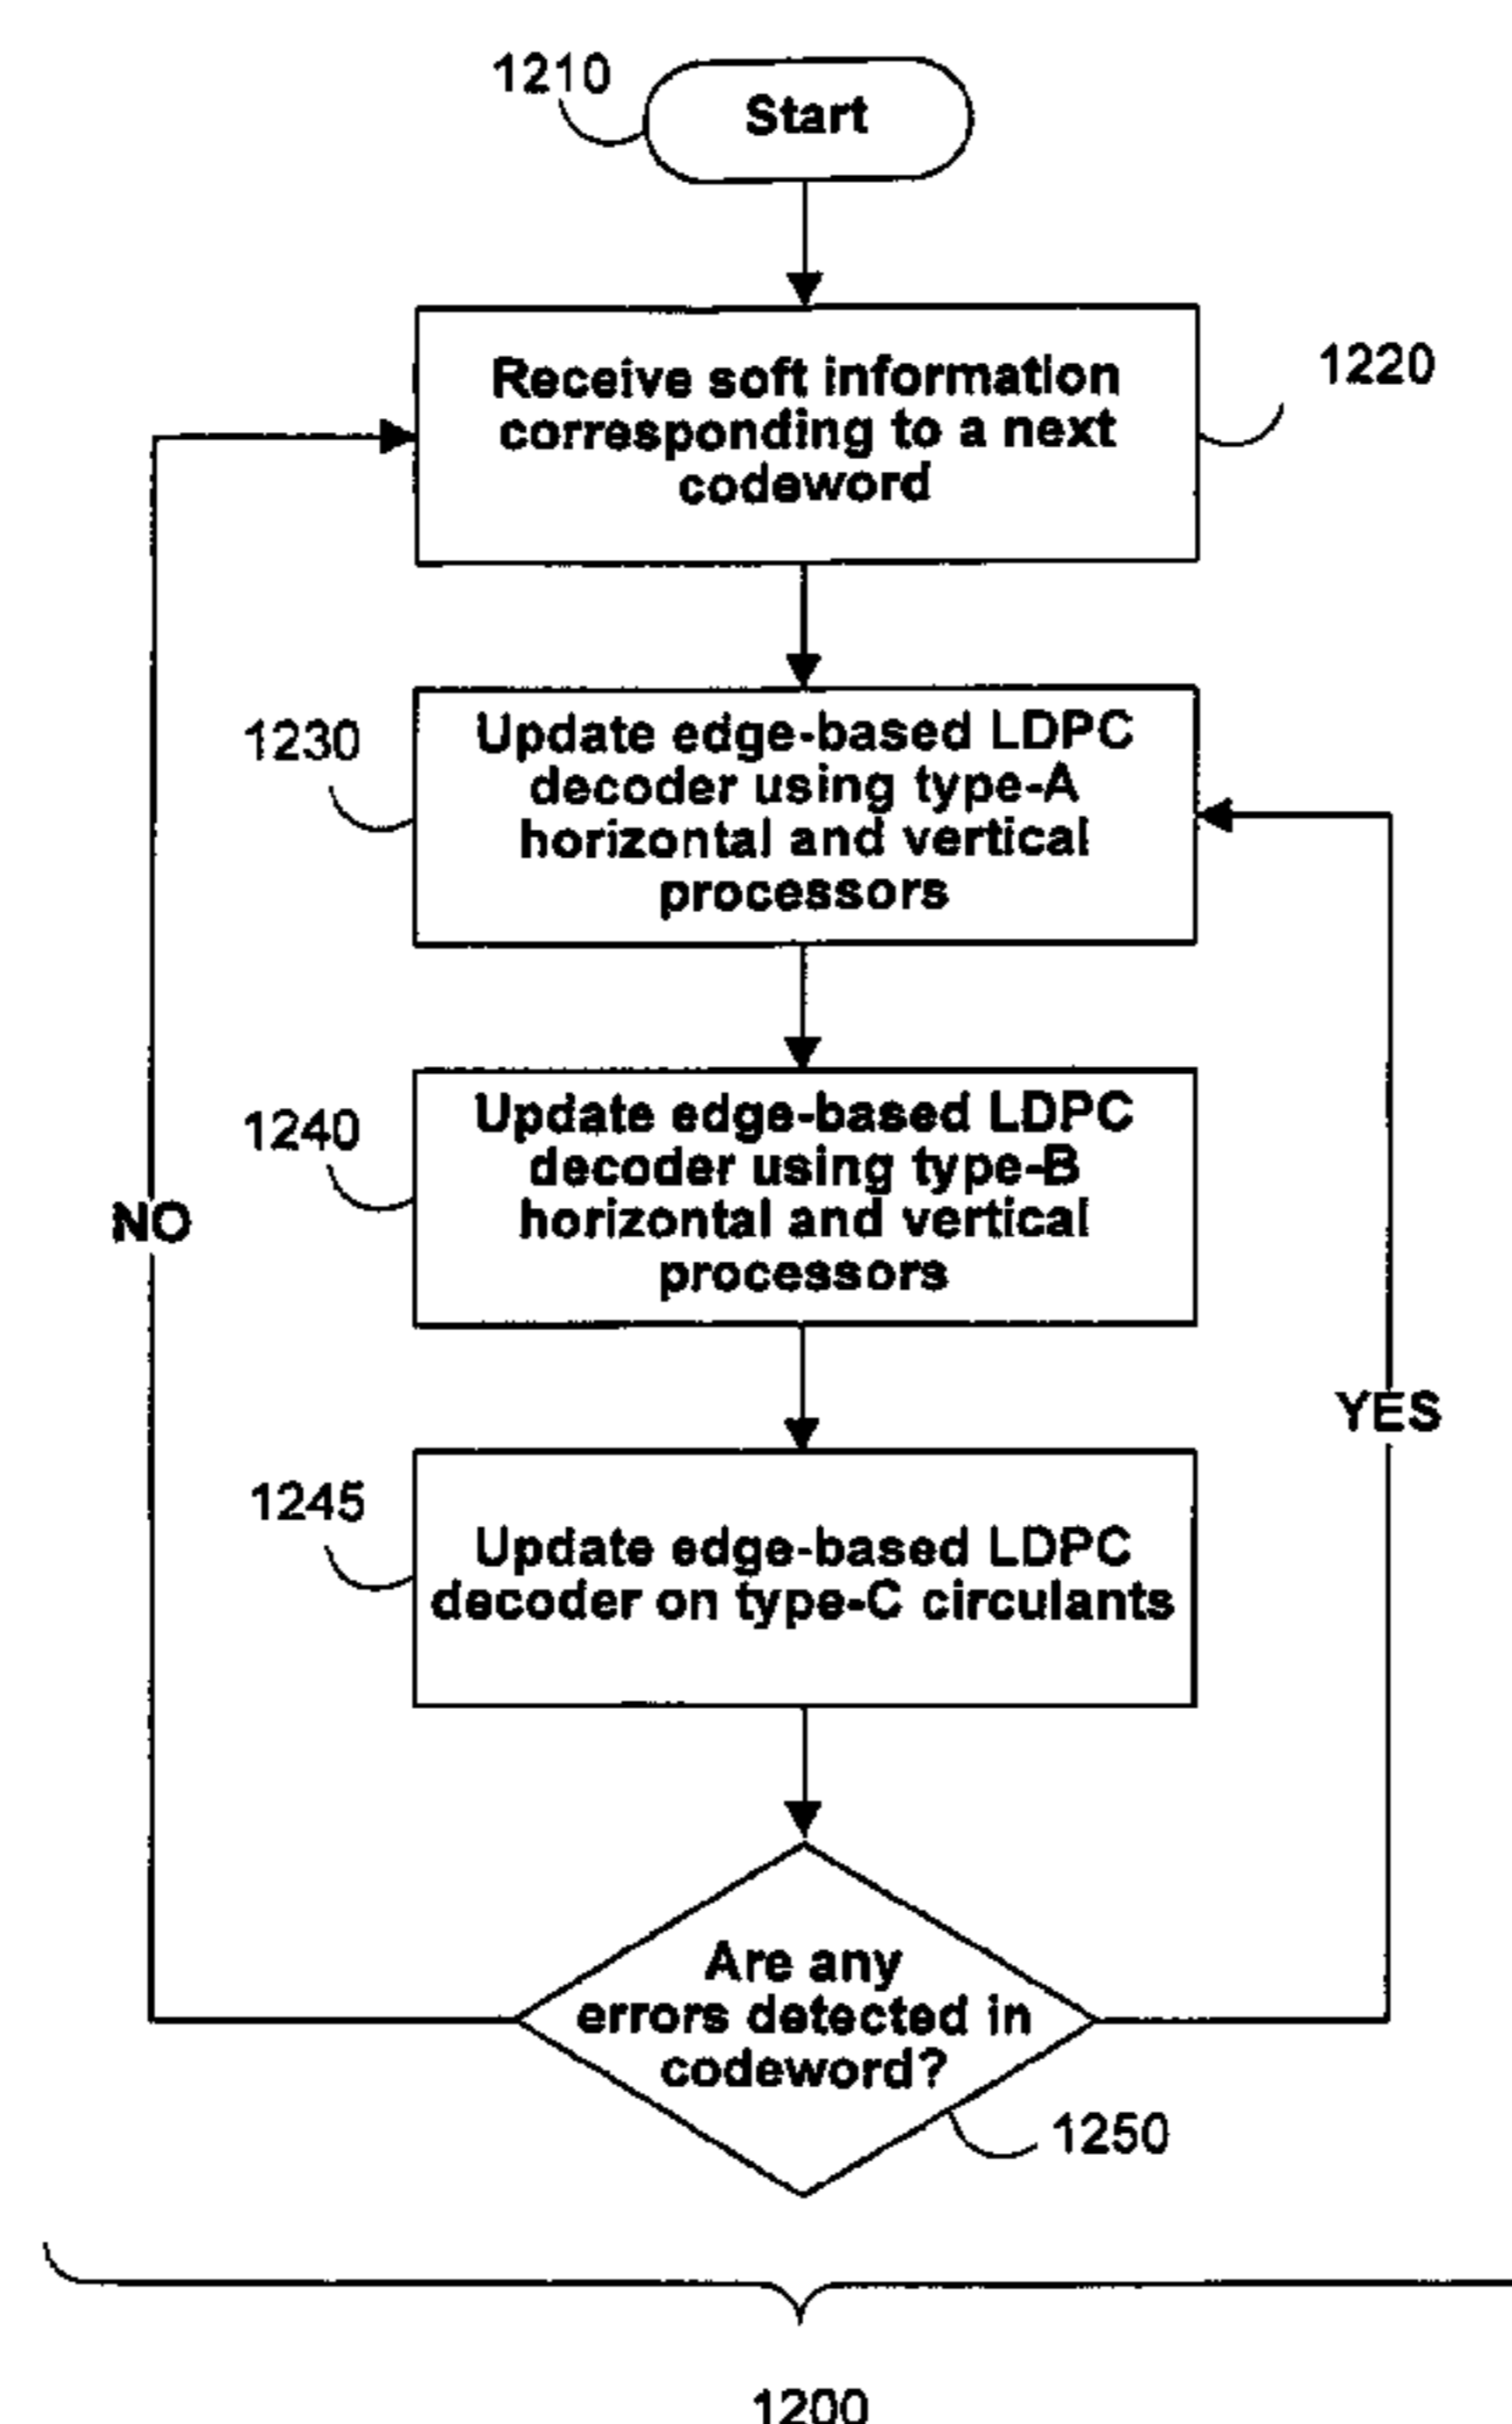 1210
Start
Receive soft information
corresponding to a next
codeword
1220
1230
Update edge-based LDPC
decoder using type-A
horizontal and vertical
processors
1240
Update edge-based LDPC
decoder using type-B
horizontal and vertical
processors
NO
YES
1245
Update edge-based LDPC
decoder on type-C circulants
Are any
errors detected in
codeword?
1250
1200